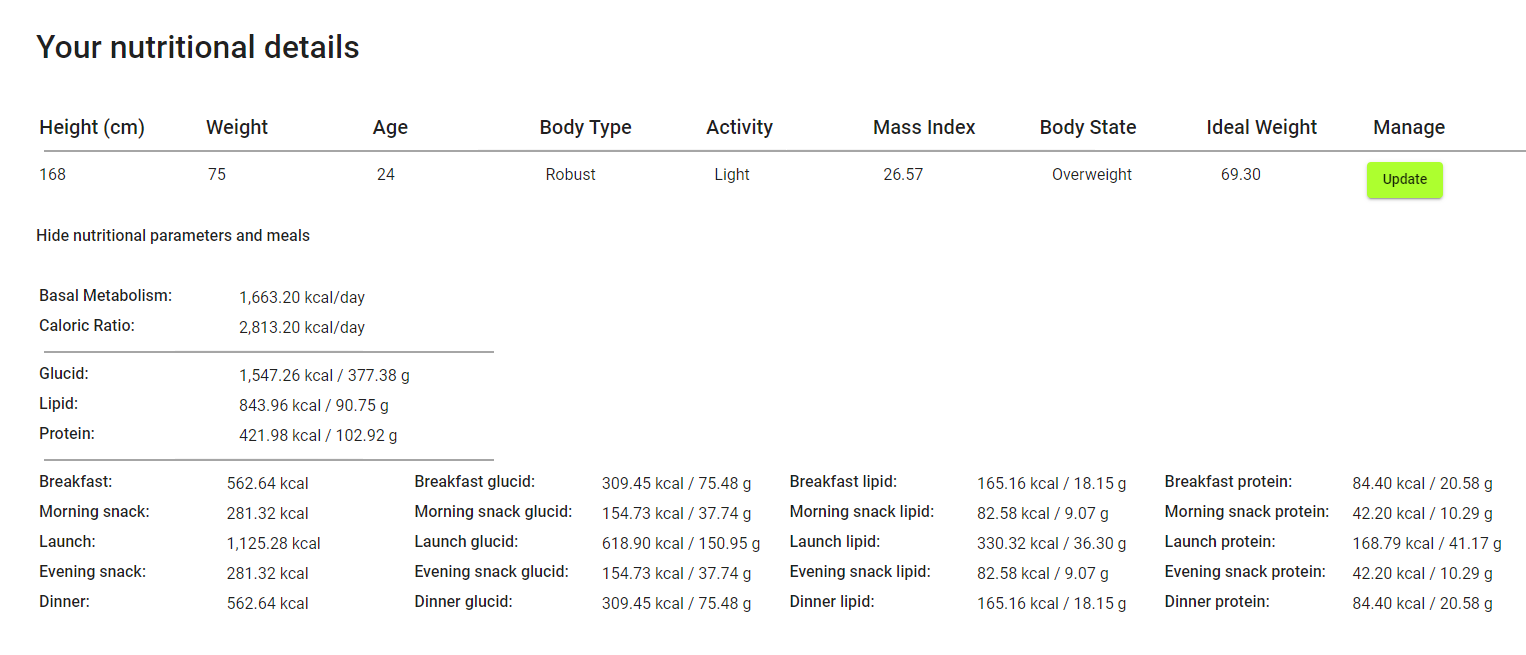 Your nutritional details
Height (cm) Weight Age Body Type Activity Mass Index Body State Ideal Weight Manage
168 75 24 Robust Light 26.57 Overweight 69.30 Update
Hide nutritional parameters and meals
Basal Metabolism: 1,663.20 kcal/day
Caloric Ratio: 2,813.20 kcal/day
Glucid: 1,547.26 kcal / 377.38 g
Lipid: 843.96 kcal / 90.75 g
Protein: 421.98 kcal / 102.92 g
Breakfast: 562.64 kcal Breakfast glucid: 309.45 kcal / 75.48 g Breakfast lipid: 165.16 kcal / 18.15 g Breakfast protein: 84.40 kcal / 20.58 g
Morning snack: 281.32 kcal Morning snack glucid: 154.73 kcal / 37.74 g Morning snack lipid: 82.58 kcal / 9.07 g Morning snack protein: 42.20 kcal / 10.29 g
Launch: 1,125.28 kcal Launch glucid: 618.90 kcal / 150.95 g Launch lipid: 330.32 kcal / 36.30 g Launch protein: 168.79 kcal / 41.17 g
Evening snack: 281.32 kcal Evening snack glucid: 154.73 kcal / 37.74 g Evening snack lipid: 82.58 kcal / 9.07 g Evening snack protein: 42.20 kcal / 10.29 g
Dinner: 562.64 kcal Dinner glucid: 309.45 kcal / 75.48 g Dinner lipid: 165.16 kcal / 18.15 g Dinner protein: 84.40 kcal / 20.58 g